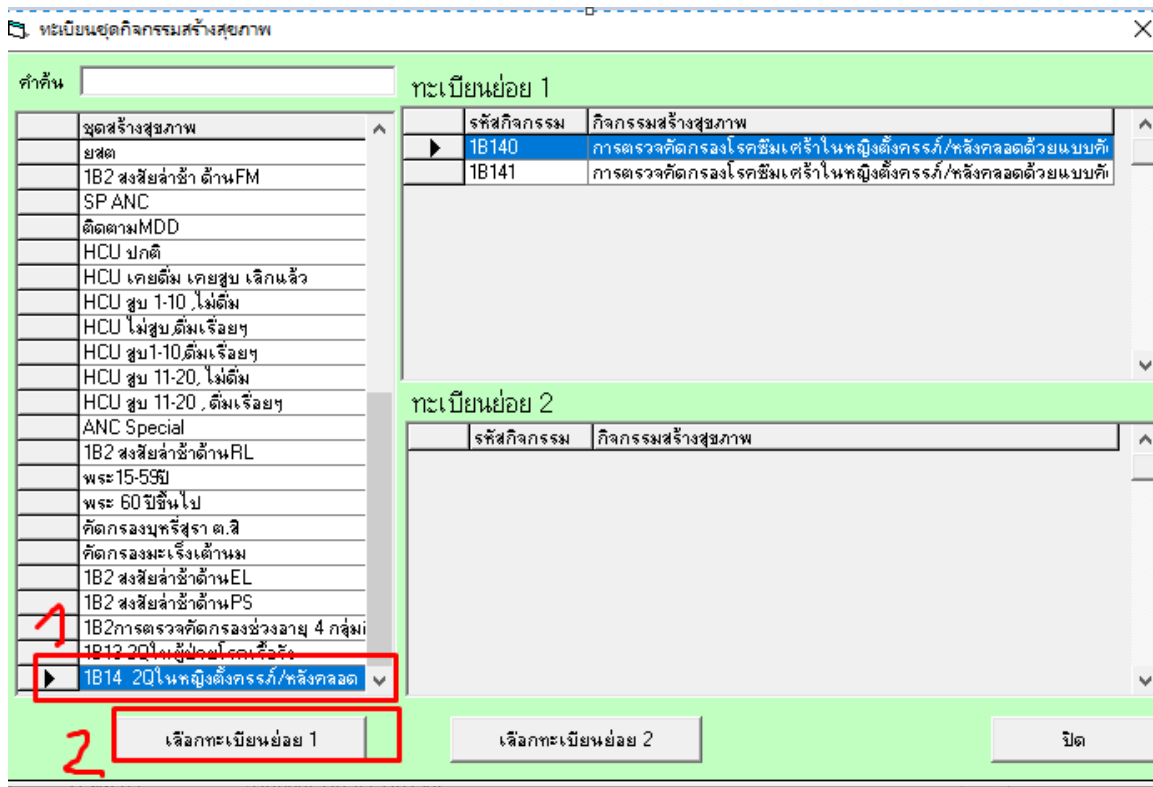 ทะเบียนชุดกิจกรรมสร้างสุขภาพ
คำค้น
ชุดสร้างสุขภาพ
ยสต
1B2 สงสัยล่าช้า ด้านFM
SP ANC
ติดตามMDD
HCU ปกติ
HCU เคยดื่ม เคยสูบ เลิกแล้ว
HCU สูบ 1-10 ,ไม่ดื่ม
HCU ไม่สูบ,ดื่มเรื่อยๆ
HCU สูบ1-10,ดื่มเรื่อยๆ
HCU สูบ 11-20, ไม่ดื่ม
HCU สูบ 11-20 , ดื่มเรื่อยๆ
ANC Special
1B2 สงสัยล่าช้าด้านRL
พระ15-59ปี
พระ 60 ปีขึ้นไป
คัดกรองบุหรี่สุรา ต.สิ
คัดกรองมะเร็งเต้านม
1B2 สงสัยล่าช้าด้านEL
1B2 สงสัยล่าช้าด้านPS
1B2การตรวจคัดกรองช่วงอายุ 4 กลุ่ม
1B13 2Qในผู้ป่วยโรคเรื้อรัง
1B14 2Qในหญิงตั้งครรภ์/หลังคลอด
1
2
เลือกทะเบียนย่อย 1
ทะเบียนย่อย 1
รหัสกิจกรรม กิจกรรมสร้างสุขภาพ
1B140 การตรวจคัดกรองโรคซึมเศร้าในหญิงตั้งครรภ์/หลังคลอดด้วยแบบคั
1B141 การตรวจคัดกรองโรคซึมเศร้าในหญิงตั้งครรภ์/หลังคลอดด้วยแบบคั
ทะเบียนย่อย 2
รหัสกิจกรรม กิจกรรมสร้างสุขภาพ
เลือกทะเบียนย่อย 2
ปิด